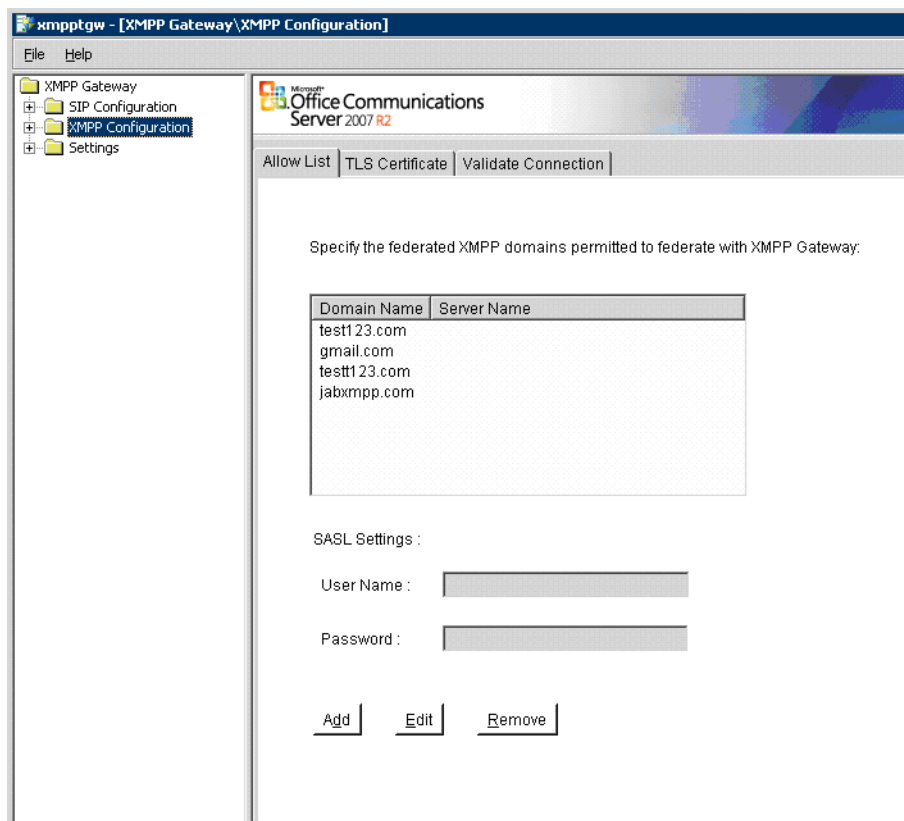 xmpptgw - [XMPP Gateway\XMPP Configuration]
File Help
XMPP Gateway
SIP Configuration
XMPP Configuration
Settings
Microsoft®
Office Communications
Server 2007 R2
Allow List TLS Certificate Validate Connection
Specify the federated XMPP domains permitted to federate with XMPP Gateway:
Domain Name Server Name
test123.com
gmail.com
testt123.com
jabxmpp.com
SASL Settings :
User Name :
Password :
Add Edit Remove